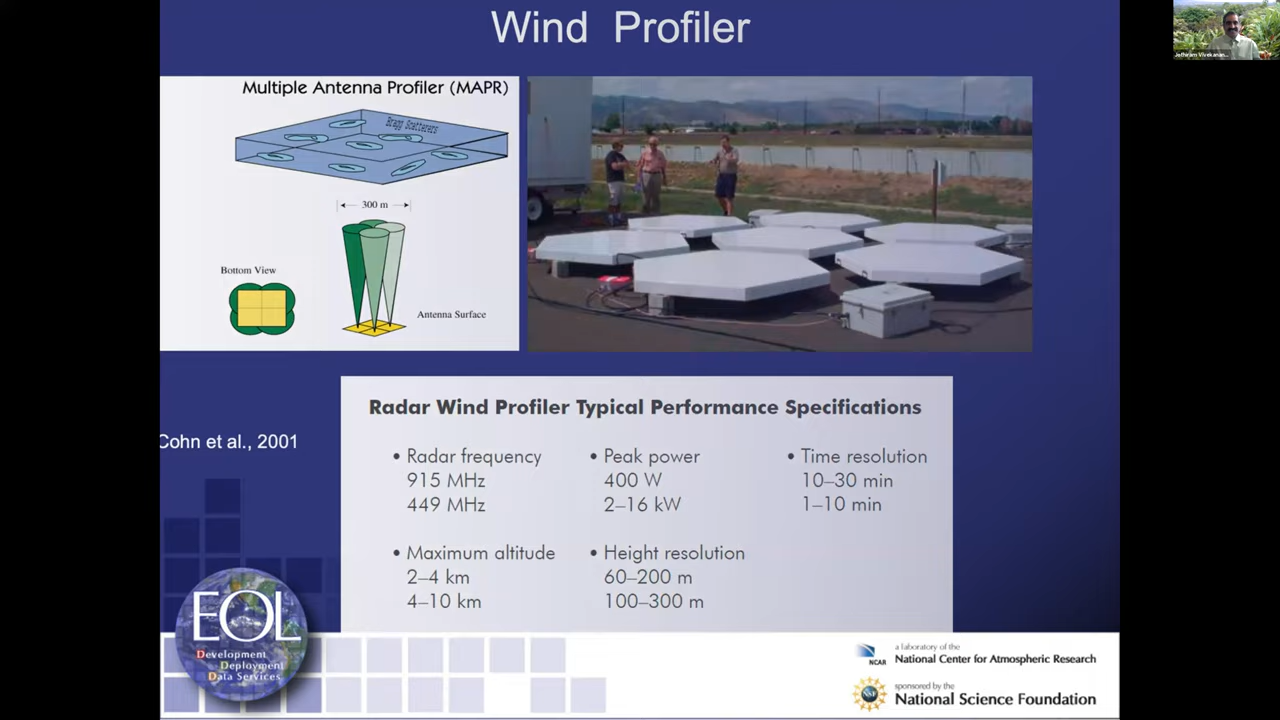 Wind Profiler
Multiple Antenna Profiler (MAPR)
Bragg Scatterers
300 m
Bottom View
Antenna Surface
Cohn et al., 2001
Radar Wind Profiler Typical Performance Specifications
• Radar frequency
915 MHz
449 MHz
• Peak power
400 W
2–16 kW
• Time resolution
10–30 min
1–10 min
• Maximum altitude
2–4 km
4–10 km
• Height resolution
60–200 m
100–300 m
EOL
Development
Deployment
Data Services
NCAR
a laboratory of the
National Center for Atmospheric Research
NSF
sponsored by the
National Science Foundation